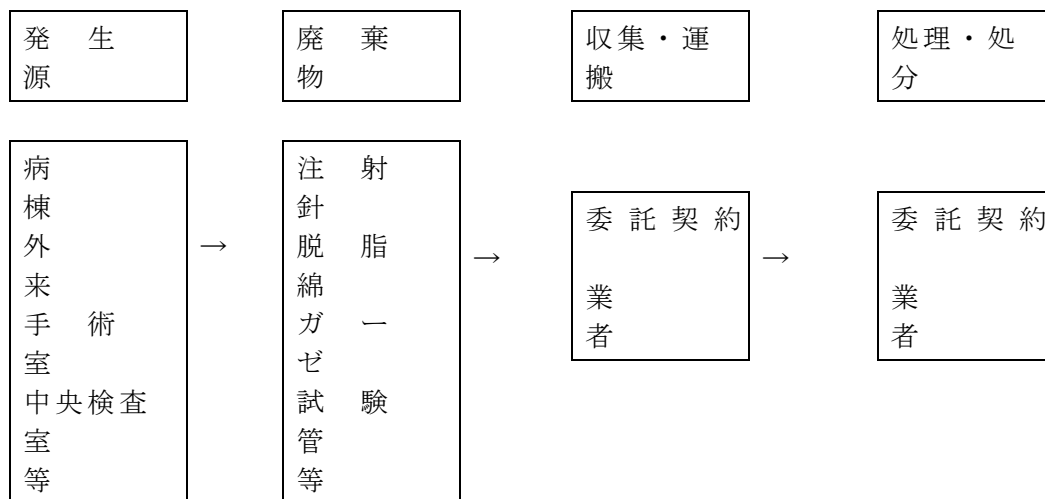 発 生
源
廃 棄
物
収集・運
搬
処理・処
分
病
棟
外
来
手 術
室
中央検査
室
等
→
注 射
針
脱 脂
綿
ガ ー
ゼ
試 験
管
等
→
委託契約
業
者
→
委託契約
業
者